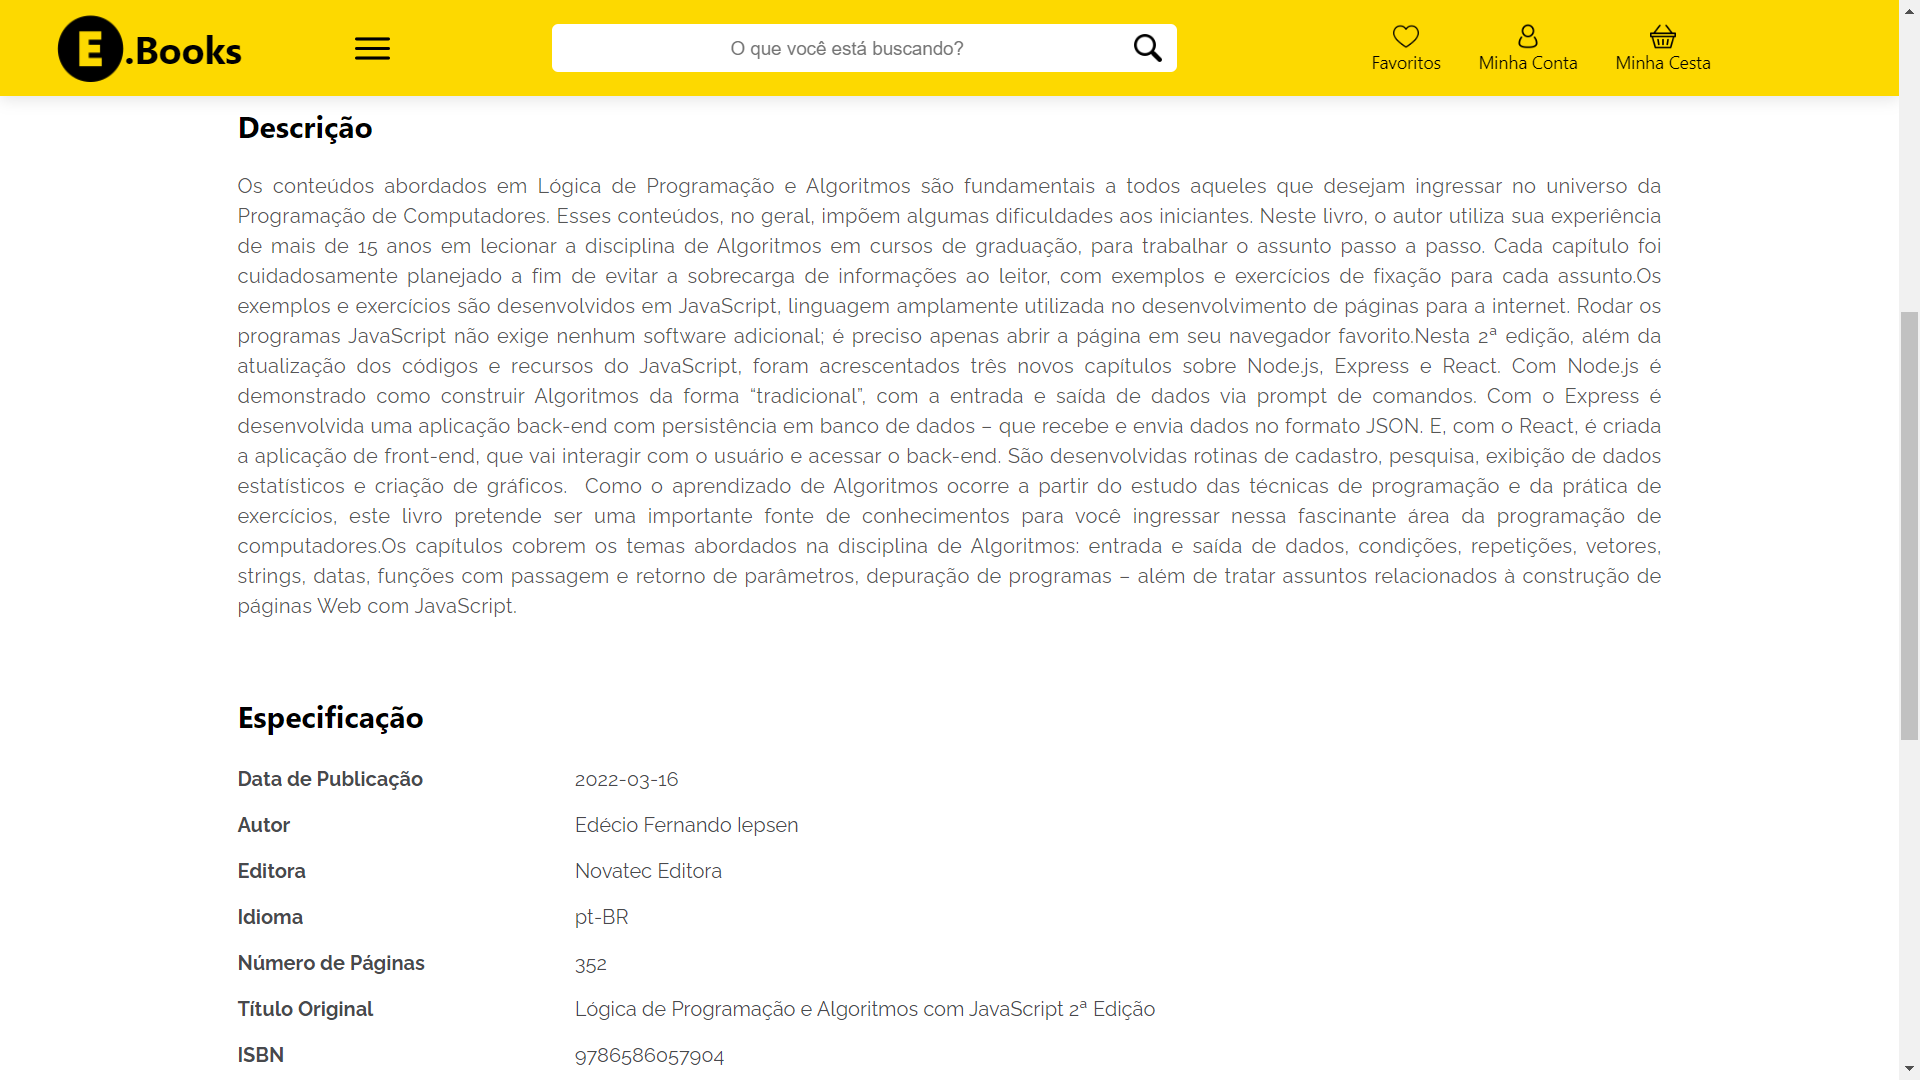 E.Books
O que você está buscando?
Favoritos
Minha Conta
Minha Cesta
Descrição
Os conteúdos abordados em Lógica de Programação e Algoritmos são fundamentais a todos aqueles que desejam ingressar no universo da
Programação de Computadores. Esses conteúdos, no geral, impõem algumas dificuldades aos iniciantes. Neste livro, o autor utiliza sua experiência
de mais de 15 anos em lecionar a disciplina de Algoritmos em cursos de graduação, para trabalhar o assunto passo a passo. Cada capítulo foi
cuidadosamente planejado a fim de evitar a sobrecarga de informações ao leitor, com exemplos e exercícios de fixação para cada assunto.Os
exemplos e exercícios são desenvolvidos em JavaScript, linguagem amplamente utilizada no desenvolvimento de páginas para a internet. Rodar os
programas JavaScript não exige nenhum software adicional; é preciso apenas abrir a página em seu navegador favorito.Nesta 2ª edição, além da
atualização dos códigos e recursos do JavaScript, foram acrescentados três novos capítulos sobre Node.js, Express e React. Com Node.js é
demonstrado como construir Algoritmos da forma “tradicional”, com a entrada e saída de dados via prompt de comandos. Com o Express é
desenvolvida uma aplicação back-end com persistência em banco de dados – que recebe e envia dados no formato JSON. E, com o React, é criada
a aplicação de front-end, que vai interagir com o usuário e acessar o back-end. São desenvolvidas rotinas de cadastro, pesquisa, exibição de dados
estatísticos e criação de gráficos.  Como o aprendizado de Algoritmos ocorre a partir do estudo das técnicas de programação e da prática de
exercícios, este livro pretende ser uma importante fonte de conhecimentos para você ingressar nessa fascinante área da programação de
computadores.Os capítulos cobrem os temas abordados na disciplina de Algoritmos: entrada e saída de dados, condições, repetições, vetores,
strings, datas, funções com passagem e retorno de parâmetros, depuração de programas – além de tratar assuntos relacionados à construção de
páginas Web com JavaScript.
Especificação
Data de Publicação 2022-03-16
Autor Edécio Fernando Iepsen
Editora Novatec Editora
Idioma pt-BR
Número de Páginas 352
Título Original Lógica de Programação e Algoritmos com JavaScript 2ª Edição
ISBN 9786586057904